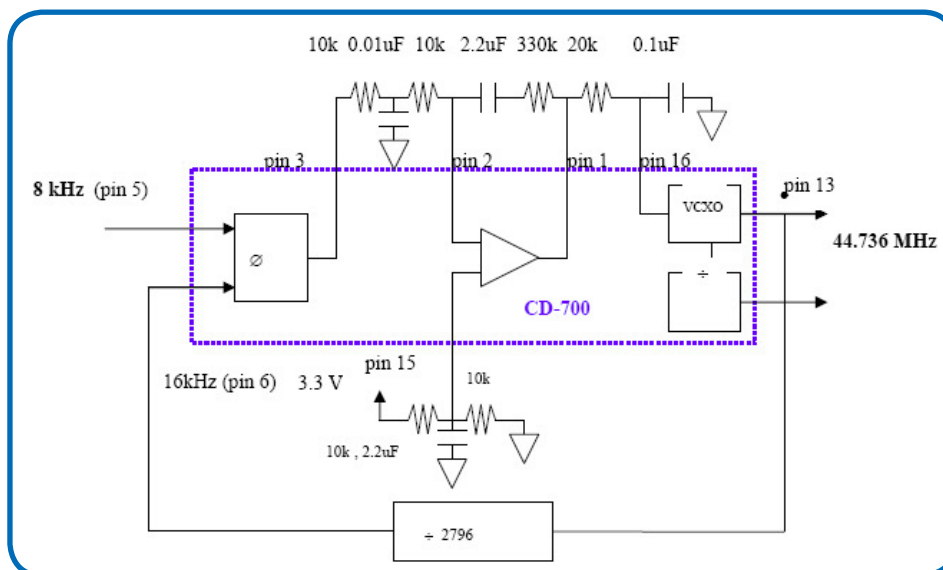 10k 0.01uF 10k 2.2uF 330k 20k 0.1uF
pin 3 pin 2 pin 1 pin 16
pin 13
8 kHz (pin 5)
VCXO
44.736 MHz
∅
÷
CD-700
pin 15
16kHz (pin 6) 3.3 V
10k
10k , 2.2uF
÷ 2796